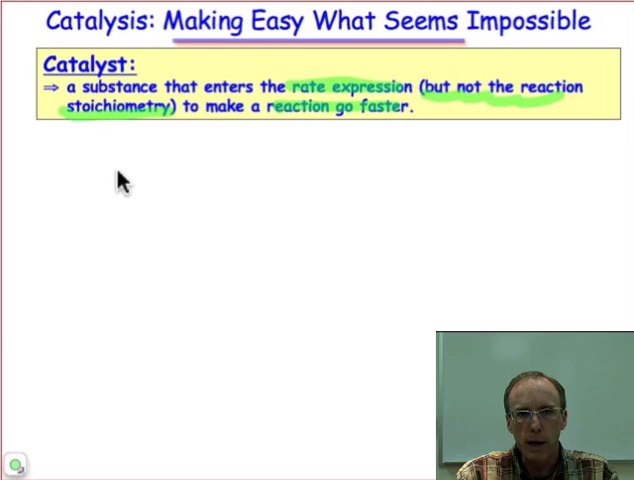 Catalysis: Making Easy What Seems Impossible
Catalyst:
⇒ a substance that enters the rate expression (but not the reaction
stoichiometry) to make a reaction go faster.